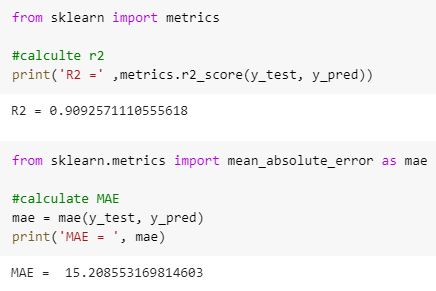 from sklearn import metrics
#calculte r2
print('R2 =' ,metrics.r2_score(y_test, y_pred))
R2 = 0.9092571110555618
from sklearn.metrics import mean_absolute_error as mae
#calculate MAE
mae = mae(y_test, y_pred)
print('MAE = ', mae)
MAE =  15.208553169814603